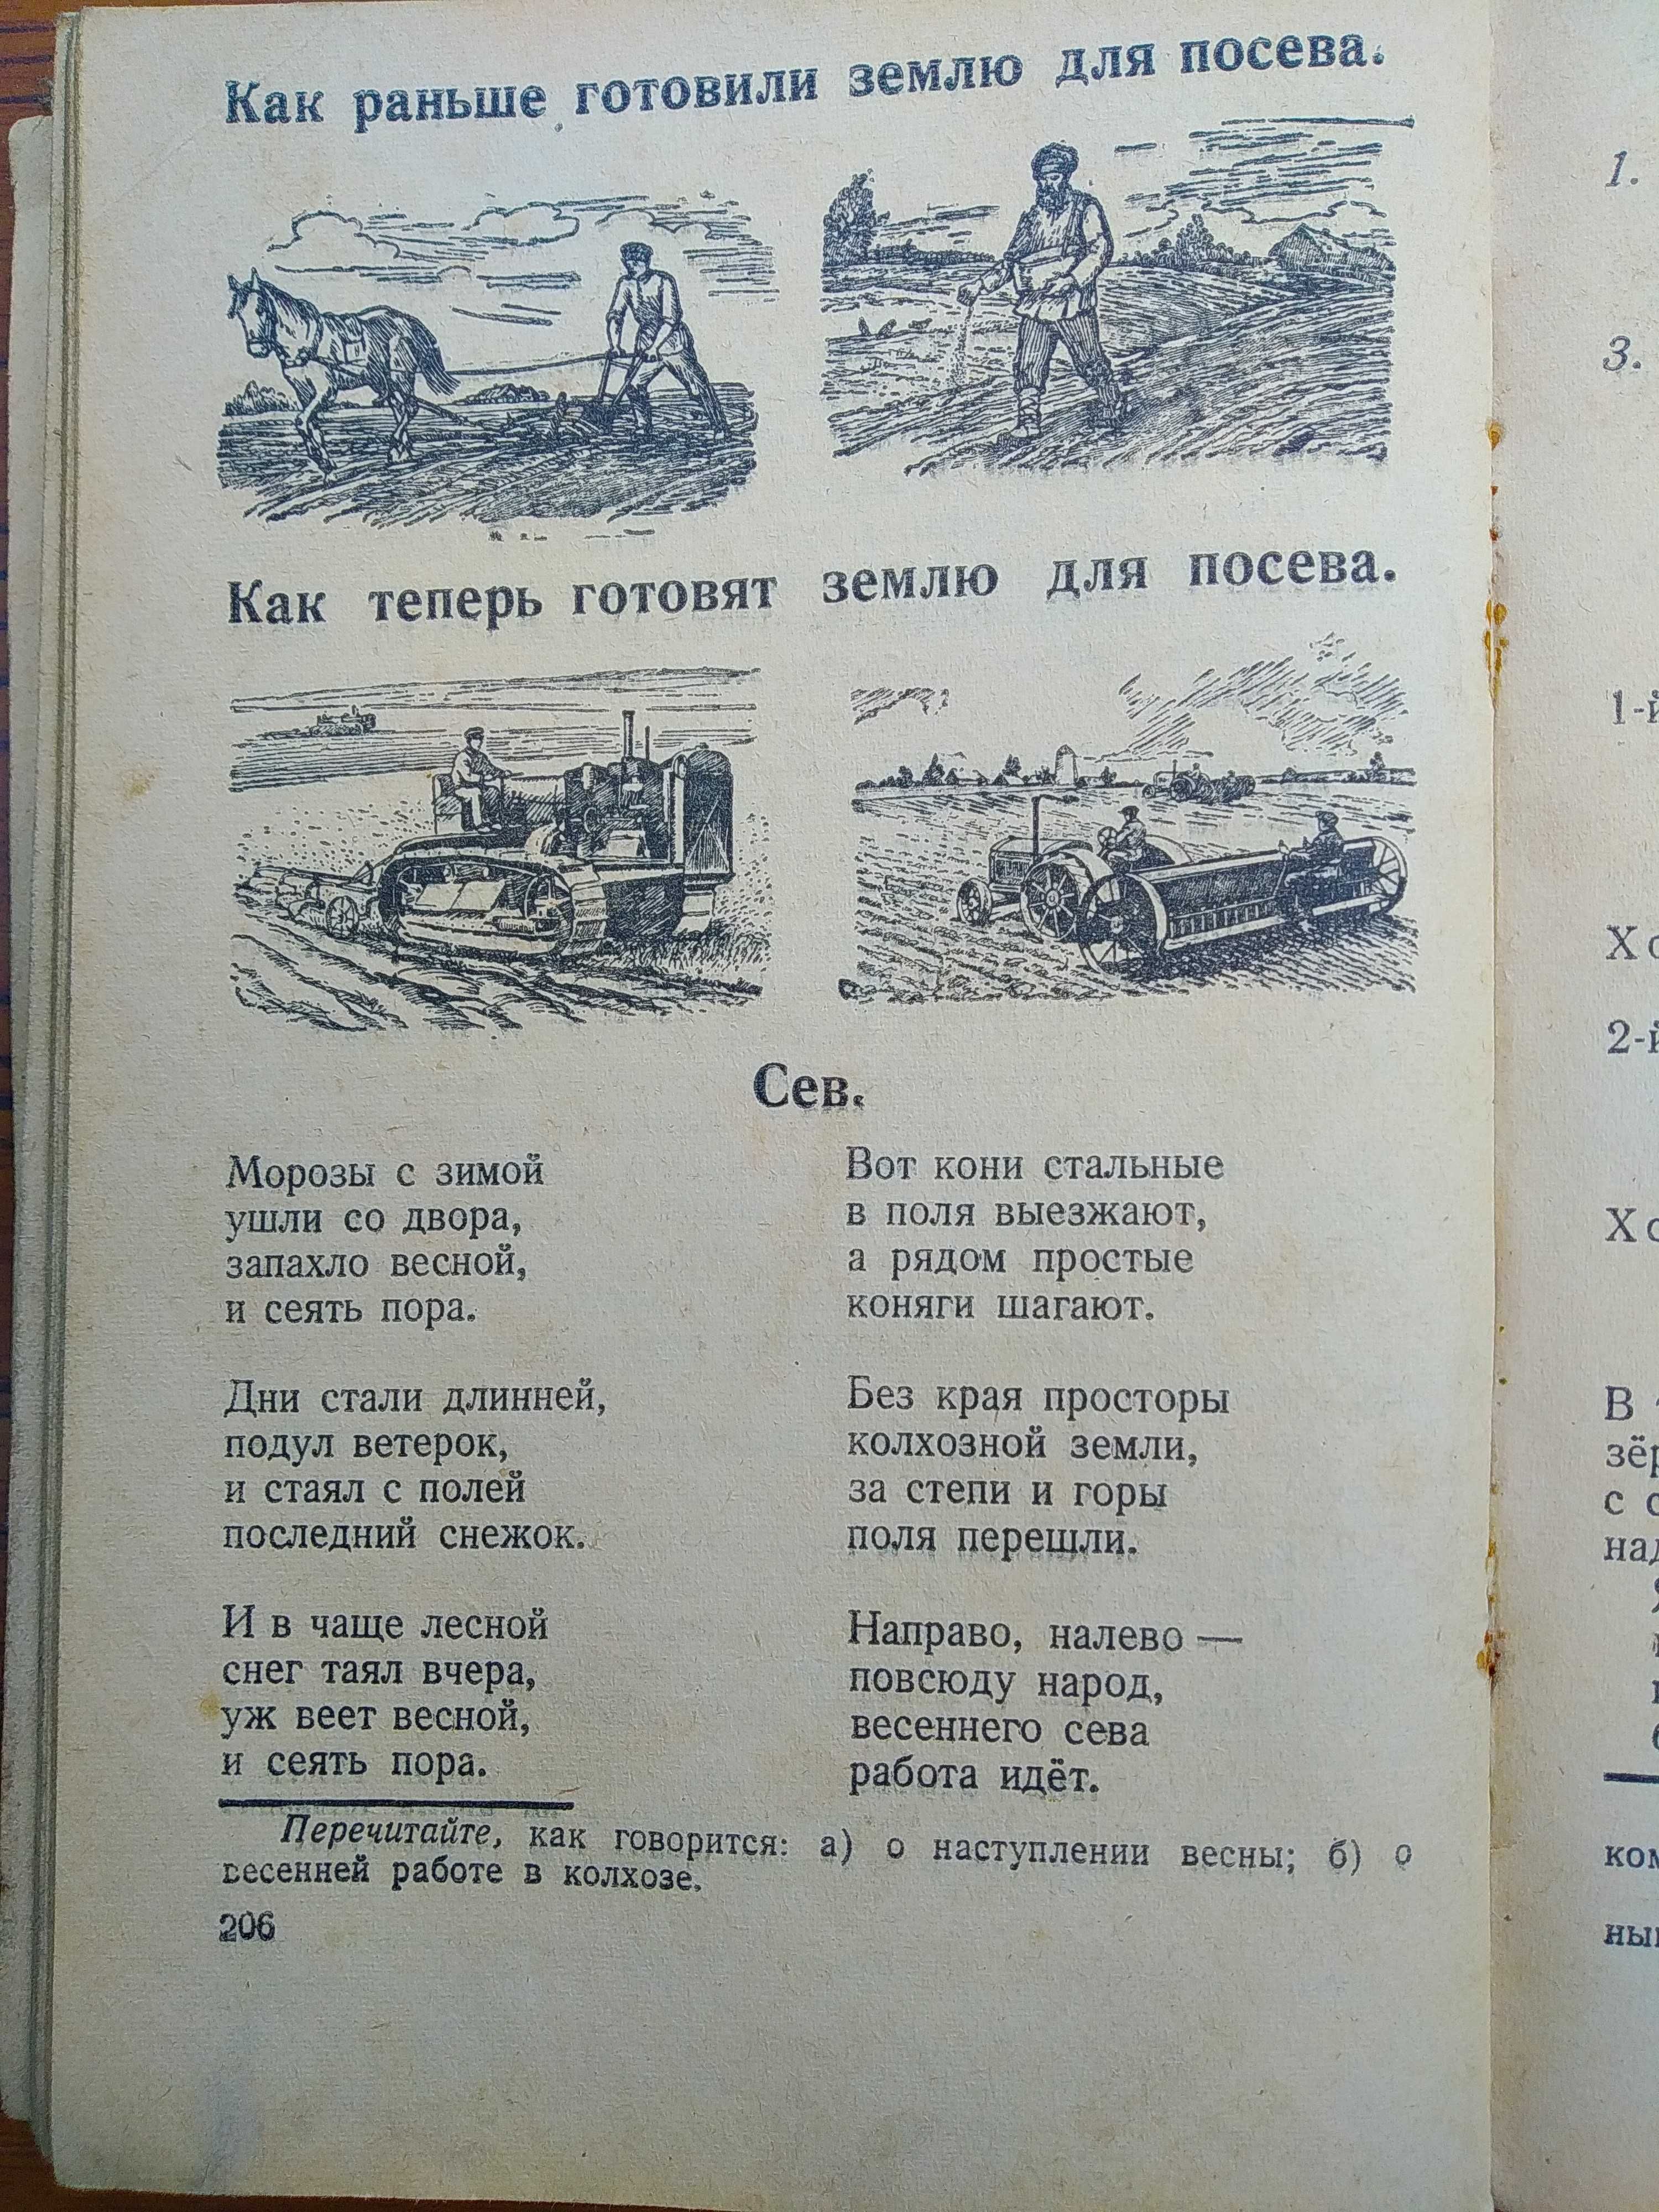 Как раньше готовили землю для посева.
Как теперь готовят землю для посева.
Сев.
Морозы с зимой
ушли со двора,
запахло весной,
и сеять пора.
Дни стали длинней,
подул ветерок,
и стаял с полей
последний снежок.
И в чаще лесной
снег таял вчера,
уж веет весной,
и сеять пора.
Вот кони стальные
в поля выезжают,
а рядом простые
коняги шагают.
Без края просторы
колхозной земли,
за степи и горы
поля перешли.
Направо, налево —
повсюду народ,
весеннего сева
работа идёт.
Перечитайте, как говорится: а) о наступлении весны; б) о
весенней работе в колхозе.
206
1.
3.
1-й
2-й
В
с